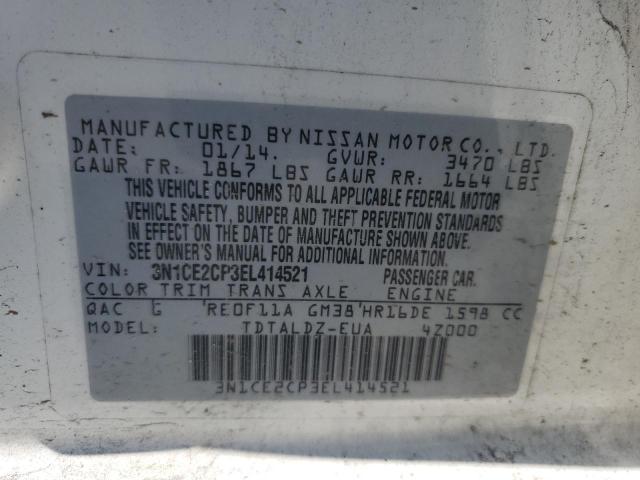 MANUFACTURED BY NISSAN MOTOR CO., LTD.
DATE: 01/14. GVWR: 3470 LBS
GAWR FR: 1867 LBS GAWR RR: 1664 LBS
THIS VEHICLE CONFORMS TO ALL APPLICABLE FEDERAL MOTOR
VEHICLE SAFETY, BUMPER AND THEFT PREVENTION STANDARDS
IN EFFECT ON THE DATE OF MANUFACTURE SHOWN ABOVE.
SEE OWNER'S MANUAL FOR ADDITIONAL INFORMATION.
VIN: 3N1CE2CP3EL414521 PASSENGER CAR.
COLOR TRIM TRANS AXLE ENGINE
QAC G 'RE0F11A GM38'HR16DE 1598 CC
TDTALDZ-EUA 4Z000
3N1CE2CP3EL414521